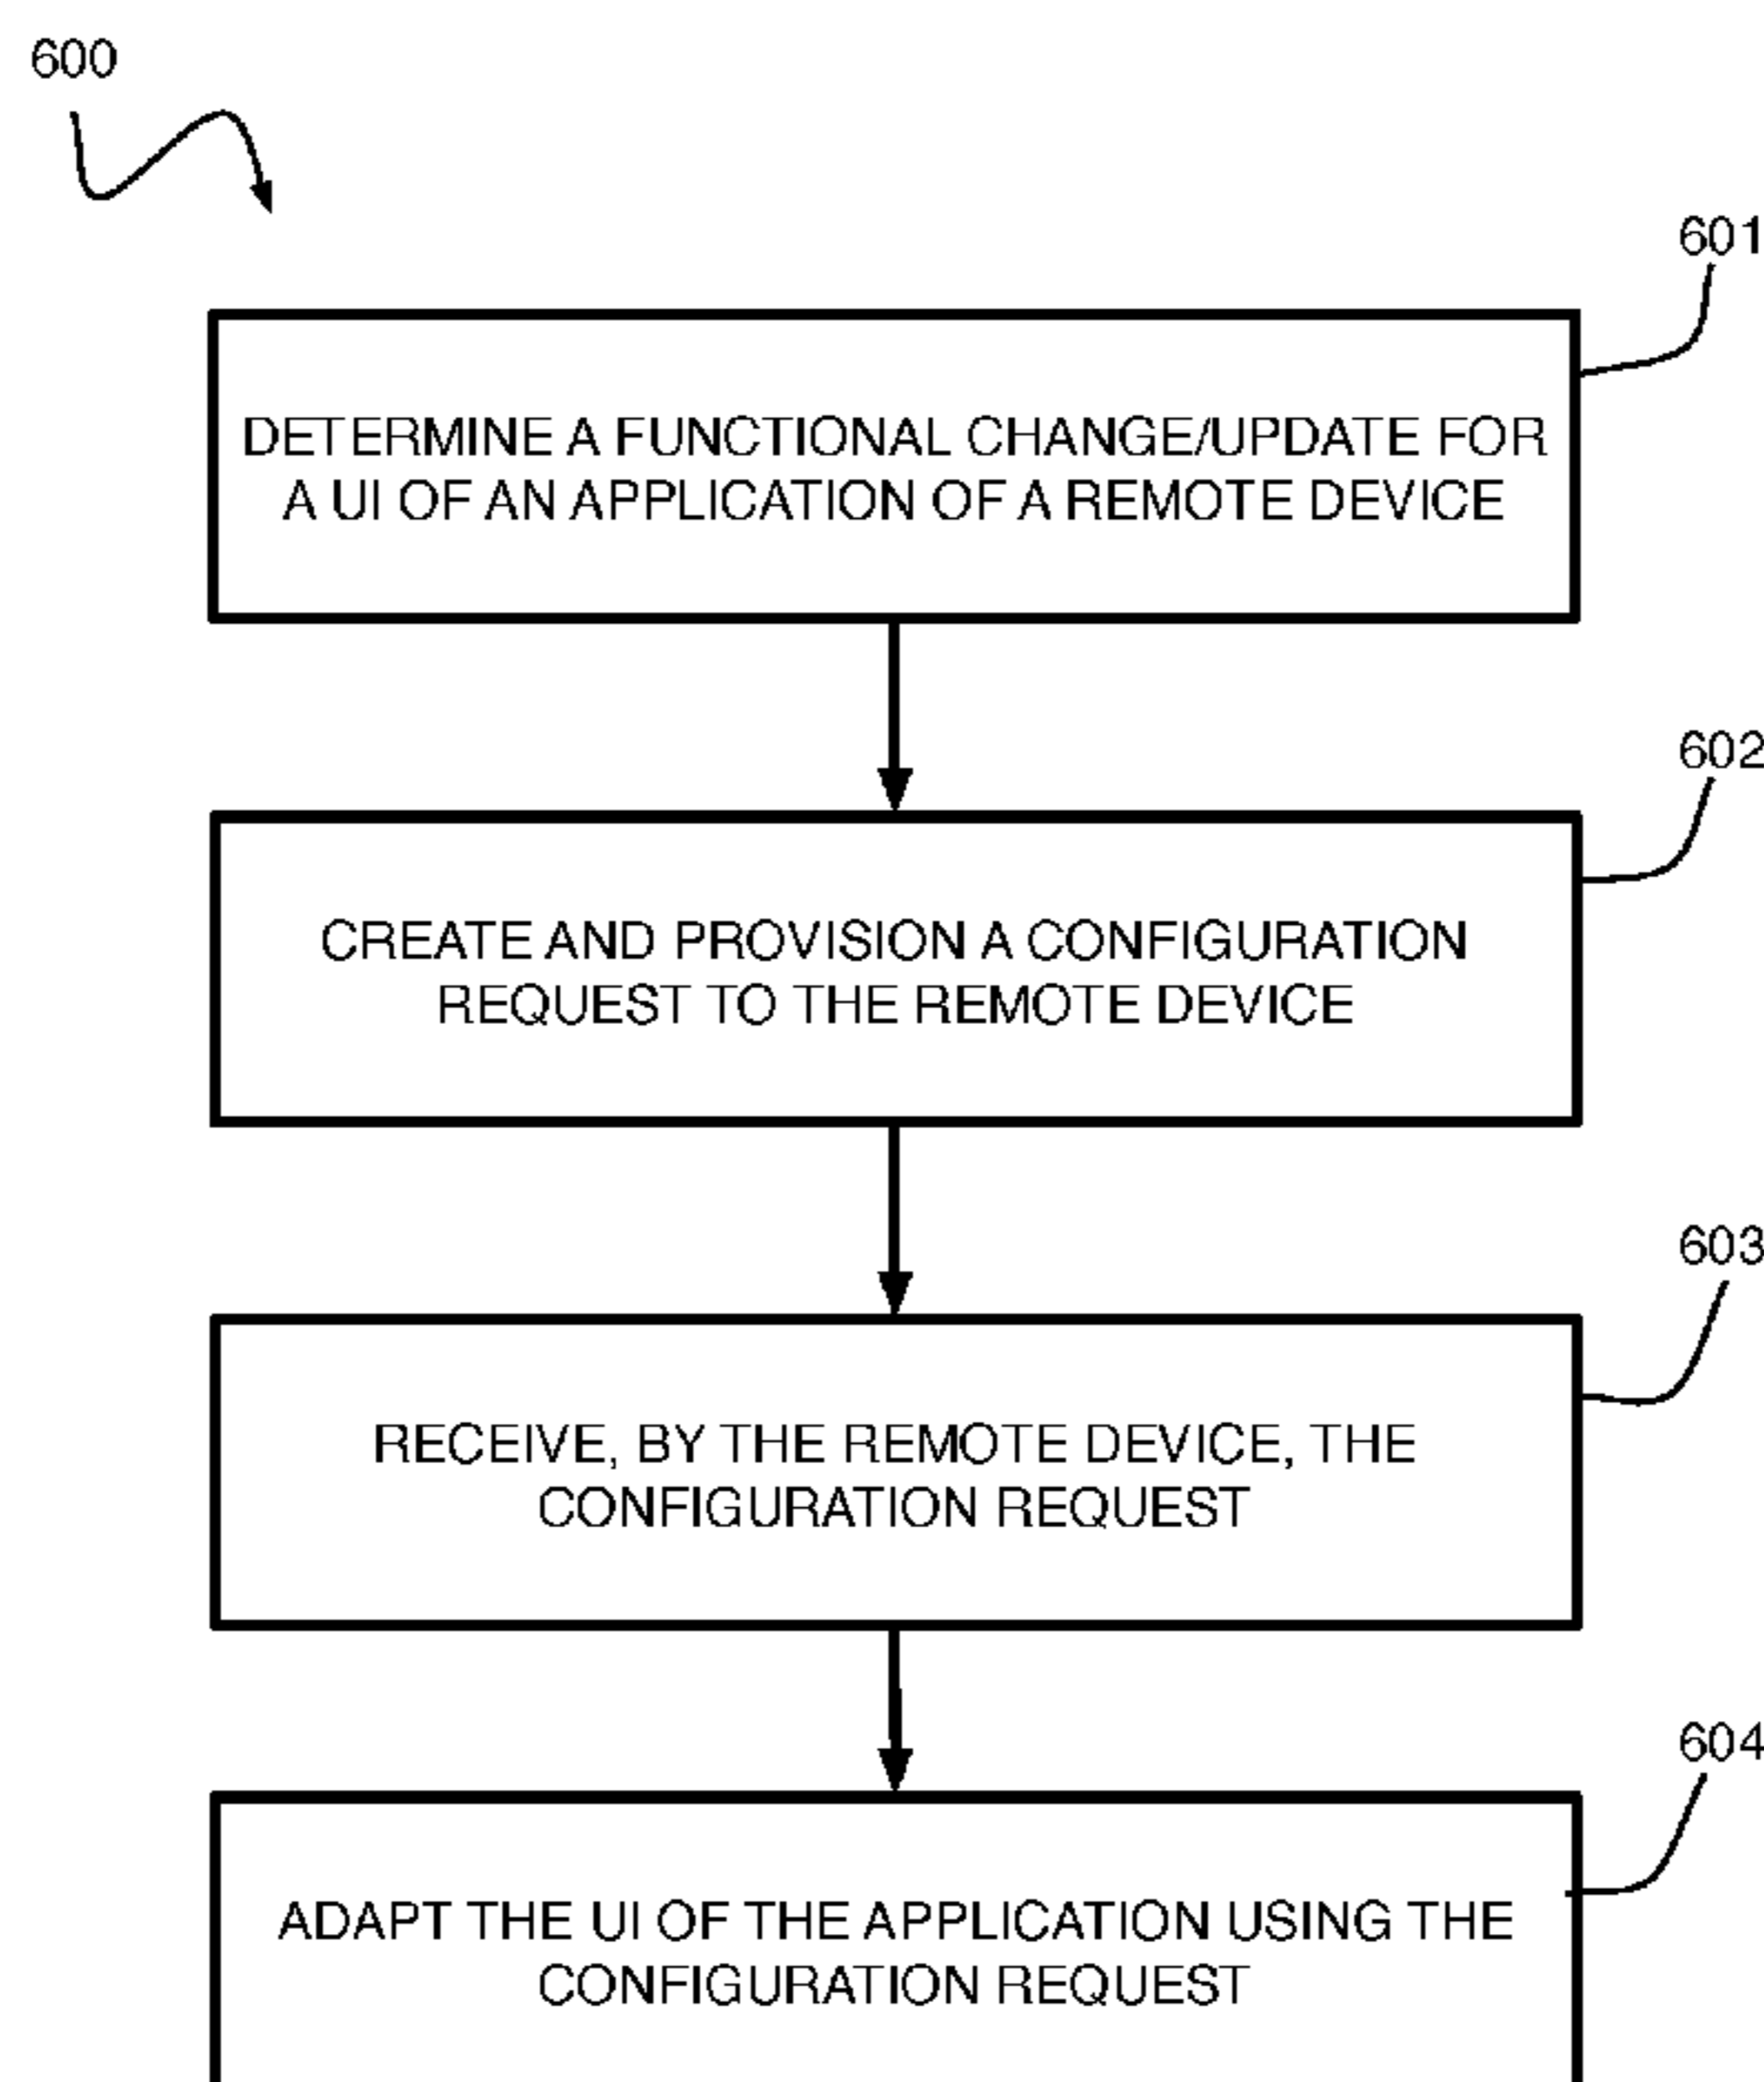 600
601
DETERMINE A FUNCTIONAL CHANGE/UPDATE FOR
A UI OF AN APPLICATION OF A REMOTE DEVICE
602
CREATE AND PROVISION A CONFIGURATION
REQUEST TO THE REMOTE DEVICE
603
RECEIVE, BY THE REMOTE DEVICE, THE
CONFIGURATION REQUEST
604
ADAPT THE UI OF THE APPLICATION USING THE
CONFIGURATION REQUEST